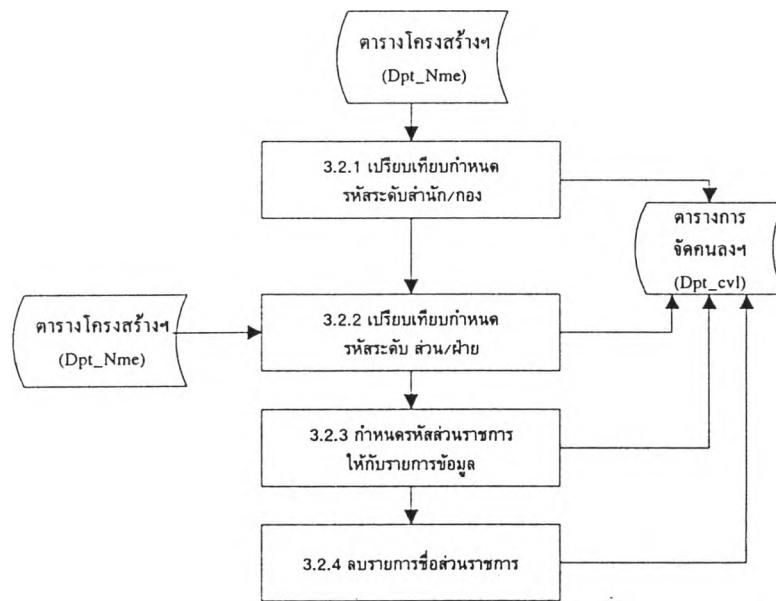 ตารางโครงสร้างฯ
(Dpt_Nme)
3.2.1 เปรียบเทียบกำหนด
รหัสระดับสำนัก/กอง
ตารางการ
จัดคนลงฯ
(Dpt_cvl)
ตารางโครงสร้างฯ
(Dpt_Nme)
3.2.2 เปรียบเทียบกำหนด
รหัสระดับ ส่วน/ฝ่าย
3.2.3 กำหนดรหัสส่วนราชการ
ให้กับรายการข้อมูล
3.2.4 ลบรายการชื่อส่วนราชการ